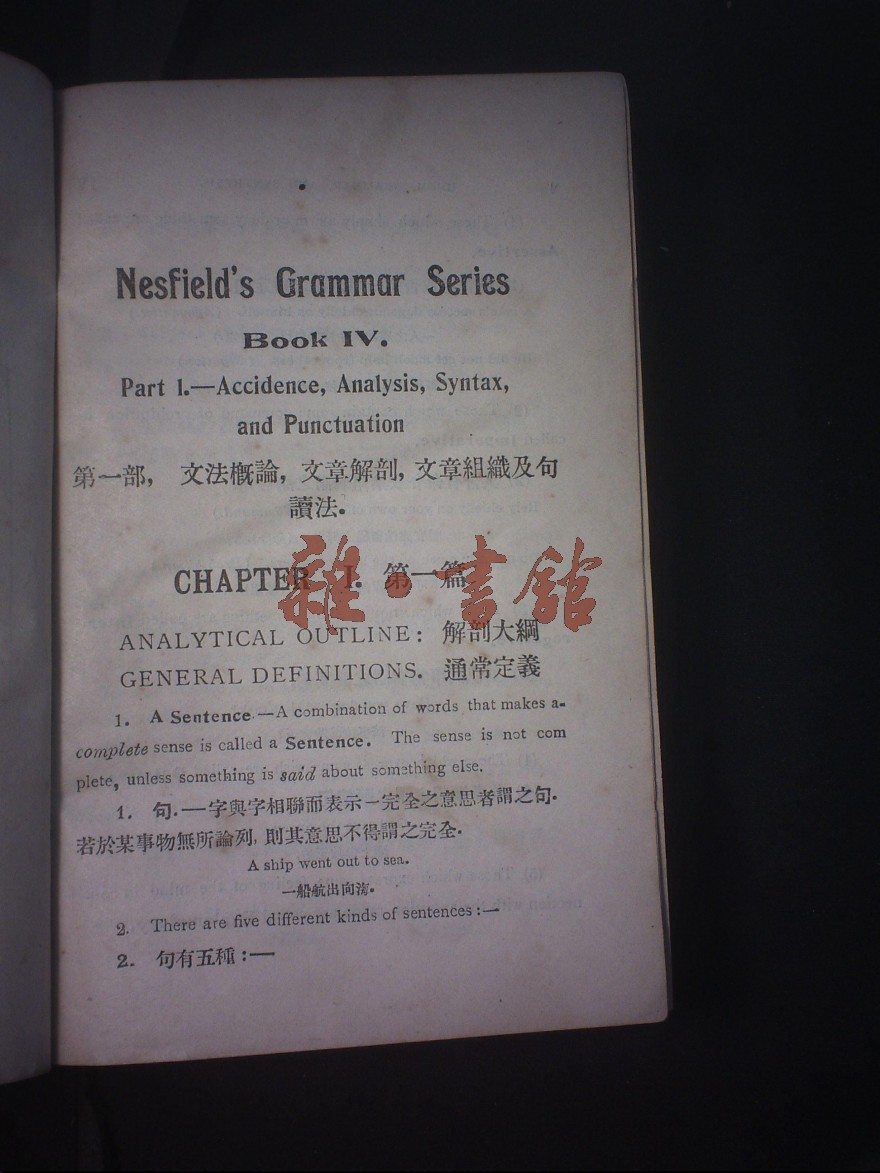 Nesfield's Grammar Series
Book IV.
Part 1.—Accidence, Analysis, Syntax,
and Punctuation
第一部, 文法概論, 文章解剖, 文章組織及句
讀法.
CHAPTER I. 第一篇
雜·書館
ANALYTICAL OUTLINE: 解剖大綱
GENERAL DEFINITIONS. 通常定義
1. A Sentence.—A combination of words that makes a-
complete sense is called a Sentence. The sense is not com
plete, unless something is said about something else.
1. 句.—字與字相聯而表示一完全之意思者謂之句.
若於某事物無所論列, 則其意思不得謂之完全.
A ship went out to sea.
一船航出向海.
2. There are five different kinds of sentences:—
2. 句有五種:—